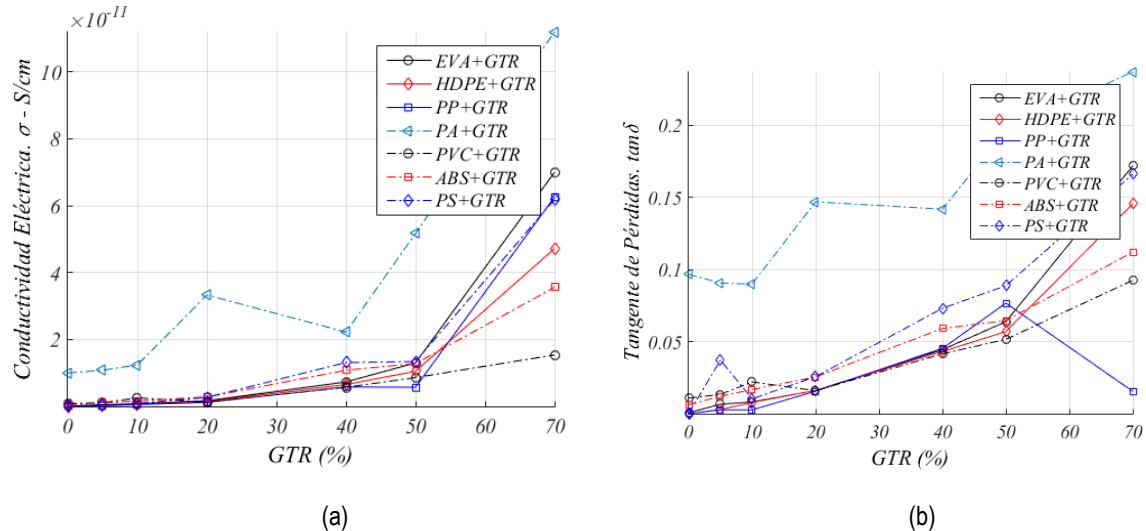 ×10⁻¹¹
Conductividad Eléctrica. σ - S/cm
10
8
6
4
2
0 10 20 30 40 50 60 70
GTR (%)
EVA+GTR
HDPE+GTR
PP+GTR
PA+GTR
PVC+GTR
ABS+GTR
PS+GTR
(a)
Tangente de Pérdidas. tanδ
0.2
0.15
0.1
0.05
0
0 10 20 30 40 50 60 70
GTR (%)
EVA+GTR
HDPE+GTR
PP+GTR
PA+GTR
PVC+GTR
ABS+GTR
PS+GTR
(b)